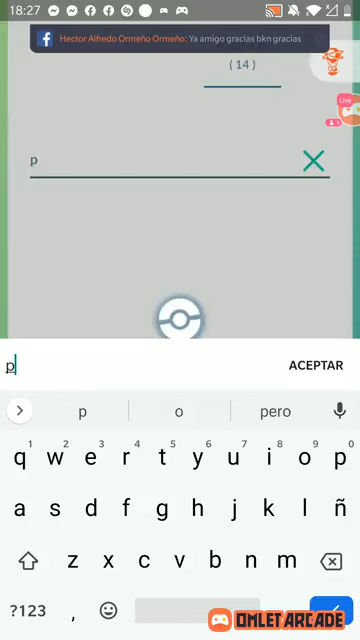 18:27
Hector Alfredo Ormeño Ormeño: Ya amigo gracias bkn gracias
( 14 )
Live
1
p
p
ACEPTAR
p o pero
1 2 3 4 5 6 7 8 9 0
q w e r t y u i o p
a s d f g h j k l ñ
z x c v b n m
?123 ,
OMLET ARCADE